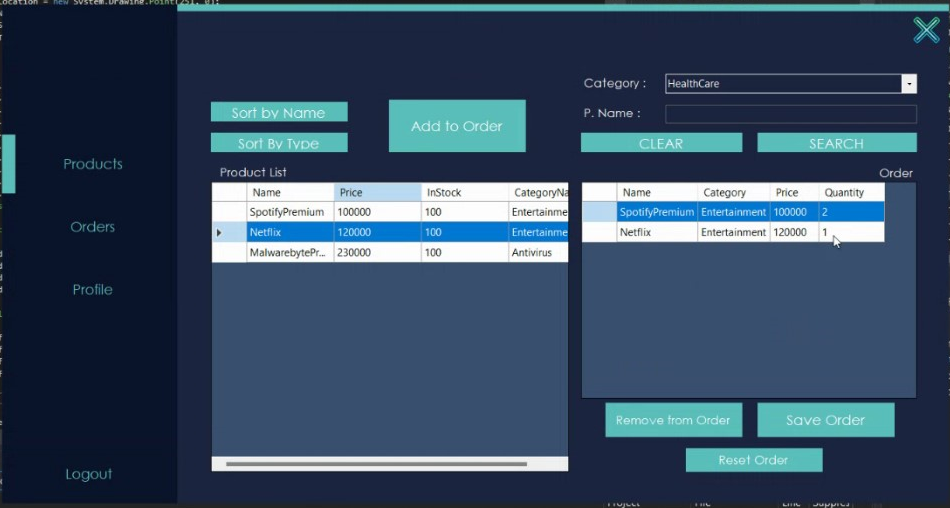 Location = new System.Drawing.Point(251, 0);
Category :
HealthCare
P. Name :
Sort by Name
Sort By Type
Add to Order
CLEAR
SEARCH
Products
Orders
Profile
Logout
Product List
Name Price InStock CategoryNa
SpotifyPremium 100000 100 Entertainme
Netflix 120000 100 Entertainme
MalwarebytePr... 230000 100 Antivirus
Order
Name Category Price Quantity
SpotifyPremium Entertainment 100000 2
Netflix Entertainment 120000 1
Remove from Order
Save Order
Reset Order
Project File Line Suppres